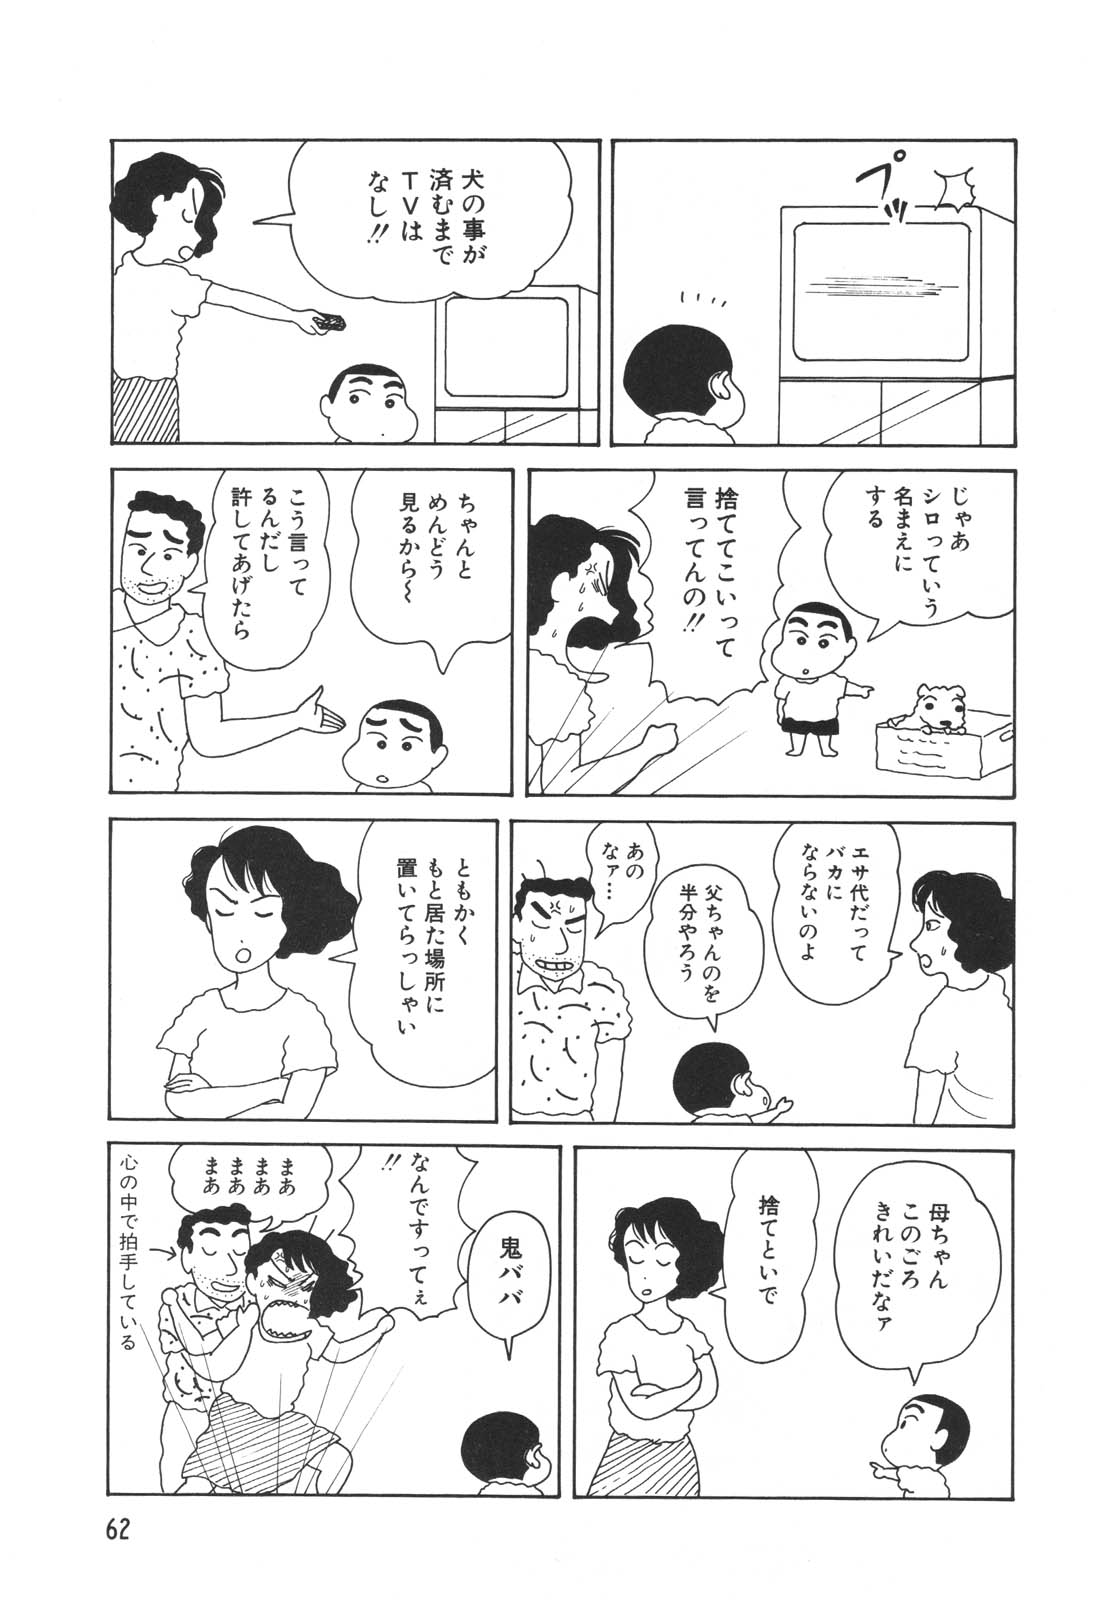 プッ
犬の事が
済むまで
TVは
なし!!
じゃあ
シロっていう
名まえに
する
捨ててこいって
言ってんの!!
ちゃんと
めんどう
見るから〜
こう言って
るんだし
許してあげたら
エサ代だって
バカに
ならないのよ
父ちゃんのを
半分やろう
あの
なァ…
ともかく
もと居た場所に
置いてらっしゃい
母ちゃん
このごろ
きれいだなァ
捨てといで
鬼ババ
なんですってぇ
!!
まあ
まあ
まあ
まあ
心の中で拍手している
62